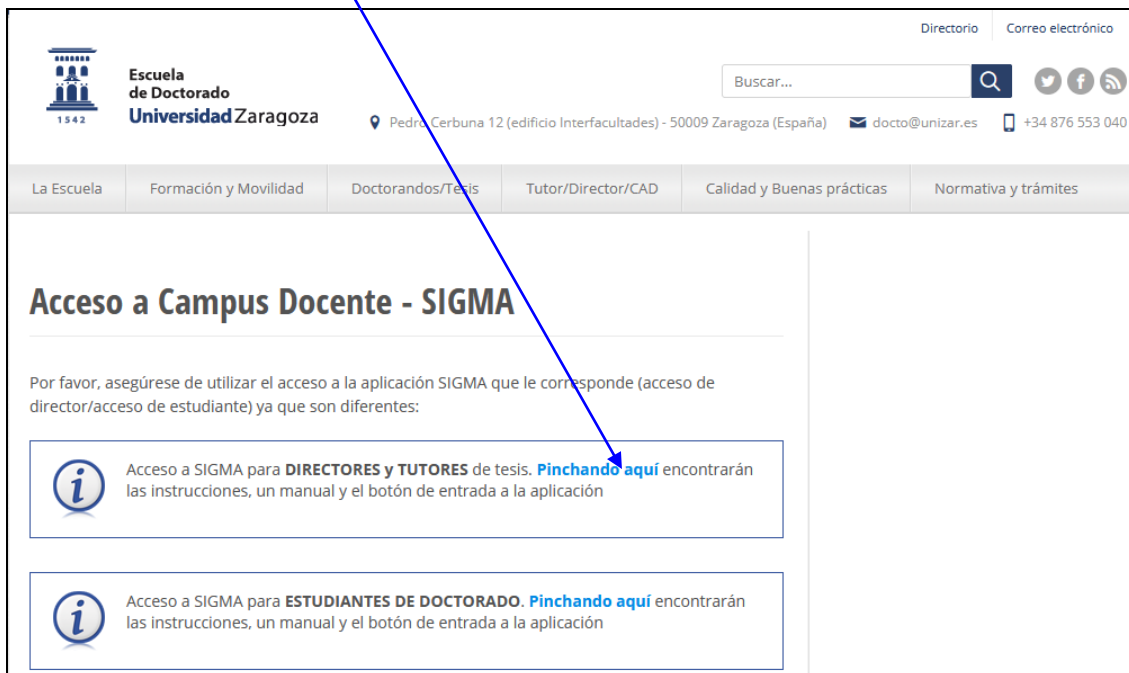 Directorio
Correo electrónico
Escuela
de Doctorado
Universidad Zaragoza
1542
Buscar...
Pedro Cerbuna 12 (edificio Interfacultades) - 50009 Zaragoza (España)
docto@unizar.es
+34 876 553 040
La Escuela
Formación y Movilidad
Doctorandos/Tesis
Tutor/Director/CAD
Calidad y Buenas prácticas
Normativa y trámites
Acceso a Campus Docente - SIGMA
Por favor, asegúrese de utilizar el acceso a la aplicación SIGMA que le corresponde (acceso de
director/acceso de estudiante) ya que son diferentes:
Acceso a SIGMA para DIRECTORES y TUTORES de tesis. Pinchando aquí encontrarán
las instrucciones, un manual y el botón de entrada a la aplicación
Acceso a SIGMA para ESTUDIANTES DE DOCTORADO. Pinchando aquí encontrarán
las instrucciones, un manual y el botón de entrada a la aplicación